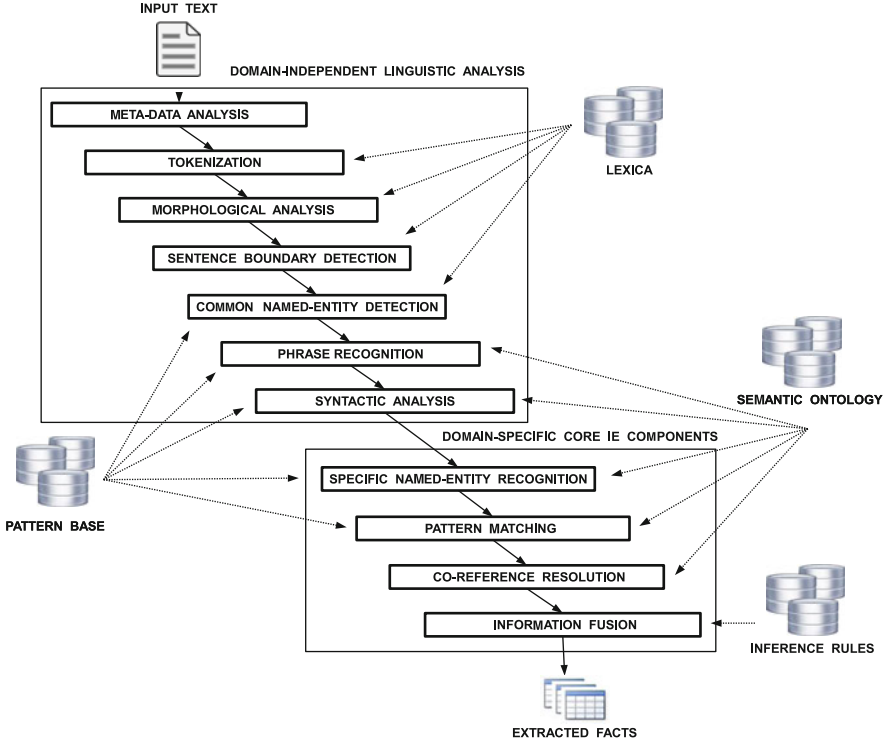 INPUT TEXT
DOMAIN-INDEPENDENT LINGUISTIC ANALYSIS
META-DATA ANALYSIS
TOKENIZATION
LEXICA
MORPHOLOGICAL ANALYSIS
SENTENCE BOUNDARY DETECTION
COMMON NAMED-ENTITY DETECTION
PHRASE RECOGNITION
SEMANTIC ONTOLOGY
SYNTACTIC ANALYSIS
DOMAIN-SPECIFIC CORE IE COMPONENTS
SPECIFIC NAMED-ENTITY RECOGNITION
PATTERN BASE
PATTERN MATCHING
CO-REFERENCE RESOLUTION
INFORMATION FUSION
INFERENCE RULES
EXTRACTED FACTS